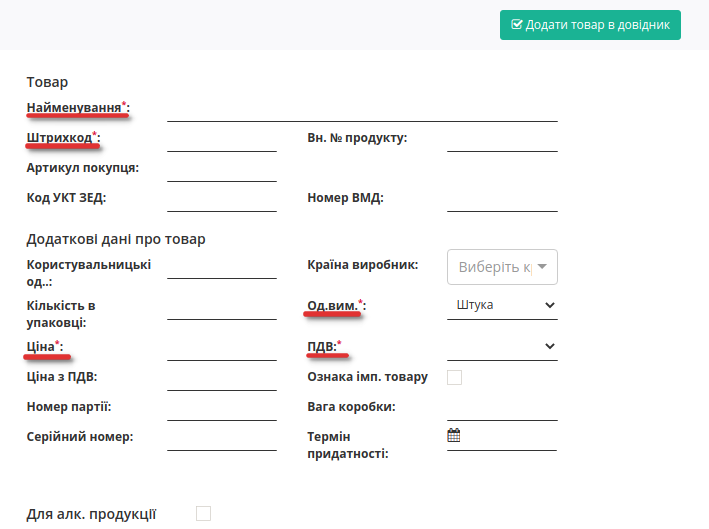 Додати товар в довідник
Товар
Найменування*:
Штрихкод*:
Вн. № продукту:
Артикул покупця:
Код УКТ ЗЕД:
Номер ВМД:
Додаткові дані про товар
Користувальницькі
од..:
Країна виробник:
Виберіть к
Кількість в
упаковці:
Од.вим.*:
Штука
Ціна*:
ПДВ:*
Ціна з ПДВ:
Ознака імп. товару
Номер партії:
Вага коробки:
Серійний номер:
Термін
придатності:
Для алк. продукції